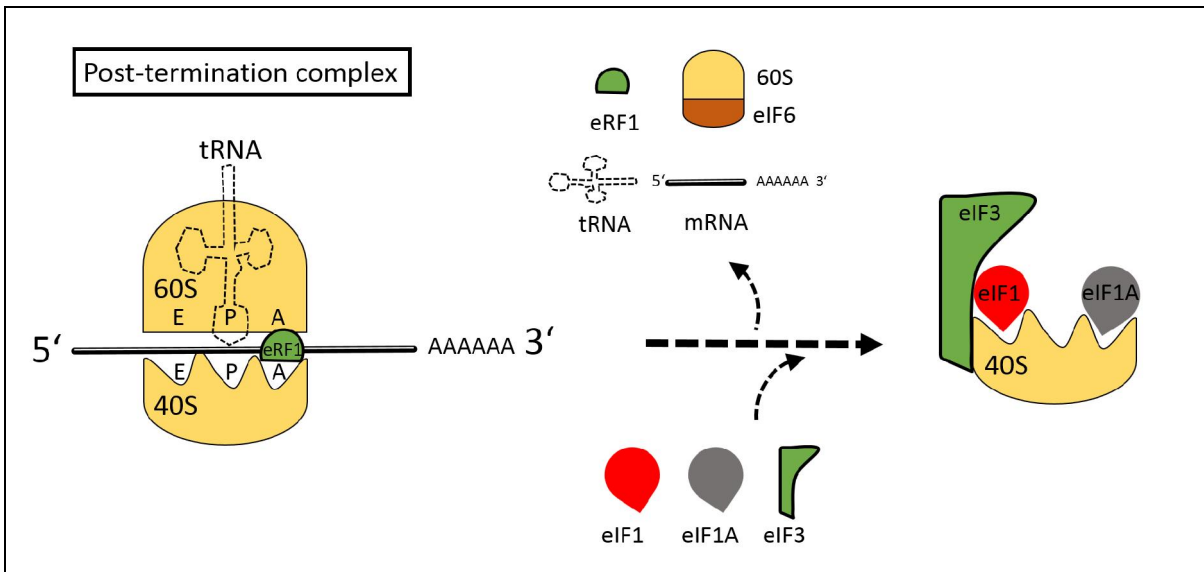 Post-termination complex
tRNA
60S
E P A
5‘ eRF1 AAAAAA 3‘
E P A
40S
eRF1
60S
eIF6
tRNA
5‘ AAAAAA 3‘
mRNA
eIF1
eIF1A
eIF3
eIF3
eIF1
eIF1A
40S